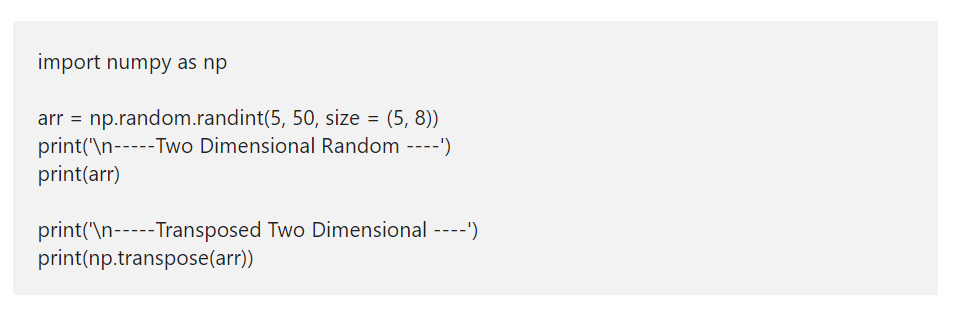 import numpy as np
arr = np.random.randint(5, 50, size = (5, 8))
print('\n-----Two Dimensional Random ----')
print(arr)
print('\n-----Transposed Two Dimensional ----')
print(np.transpose(arr))